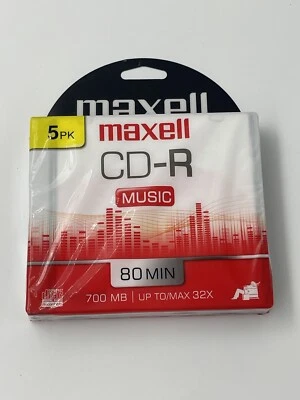 maxell
5PK
maxell
CD-R
MUSIC
80 MIN
700 MB | UP TO/MAX 32X